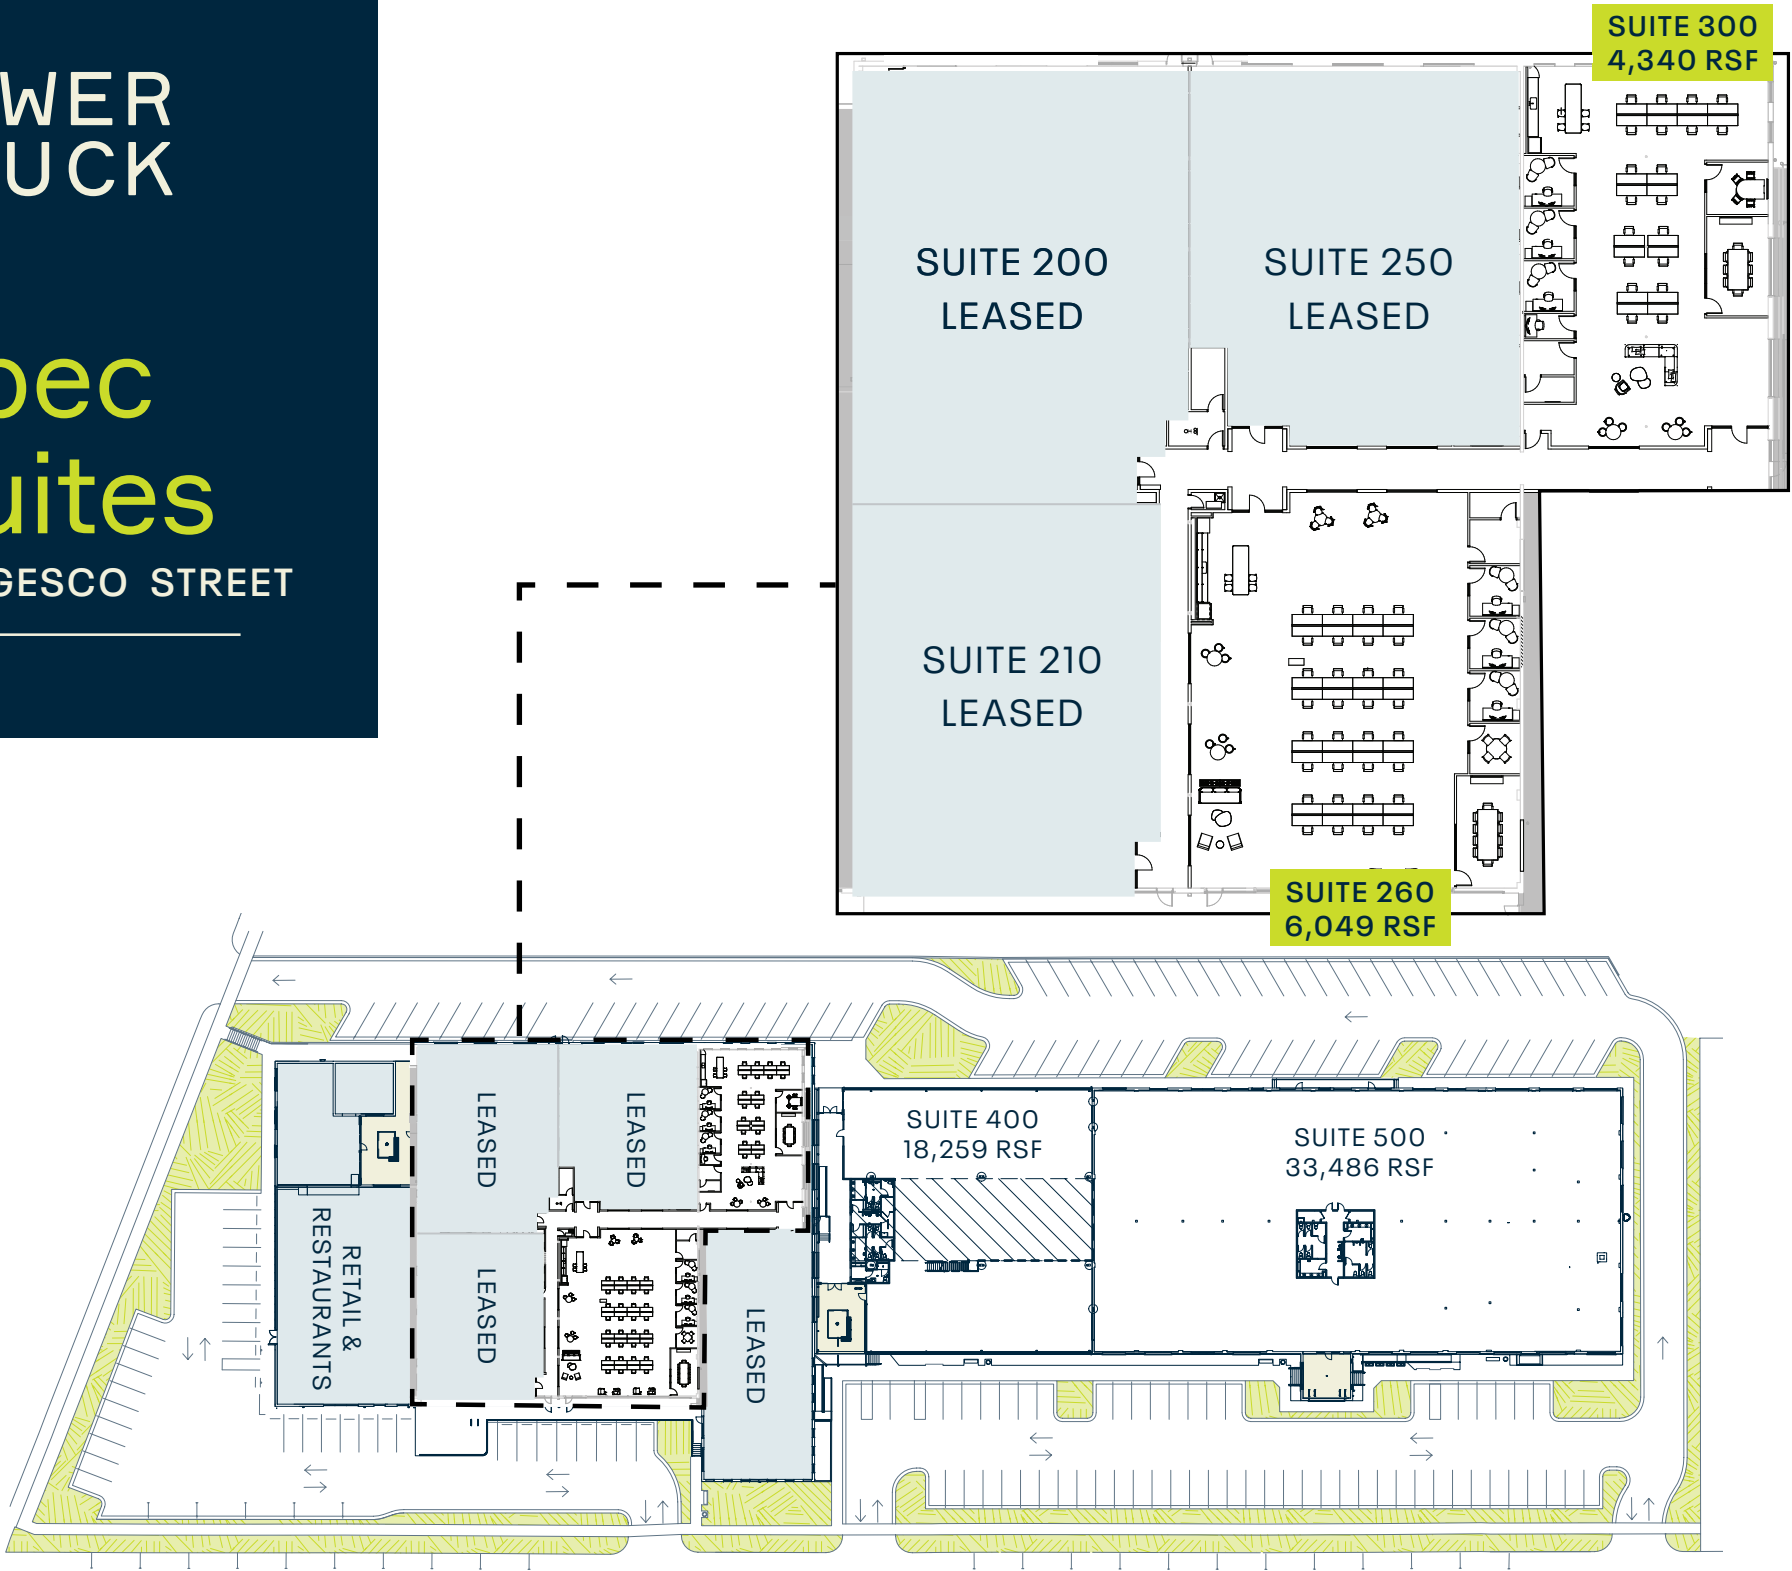 WER
UCK
pec
uites
GESCO STREET
SUITE 300
4,340 RSF
SUITE 200
LEASED
SUITE 250
LEASED
SUITE 210
LEASED
SUITE 260
6,049 RSF
LEASED
LEASED
SUITE 400
18,259 RSF
SUITE 500
33,486 RSF
RETAIL &
RESTAURANTS
LEASED
LEASED